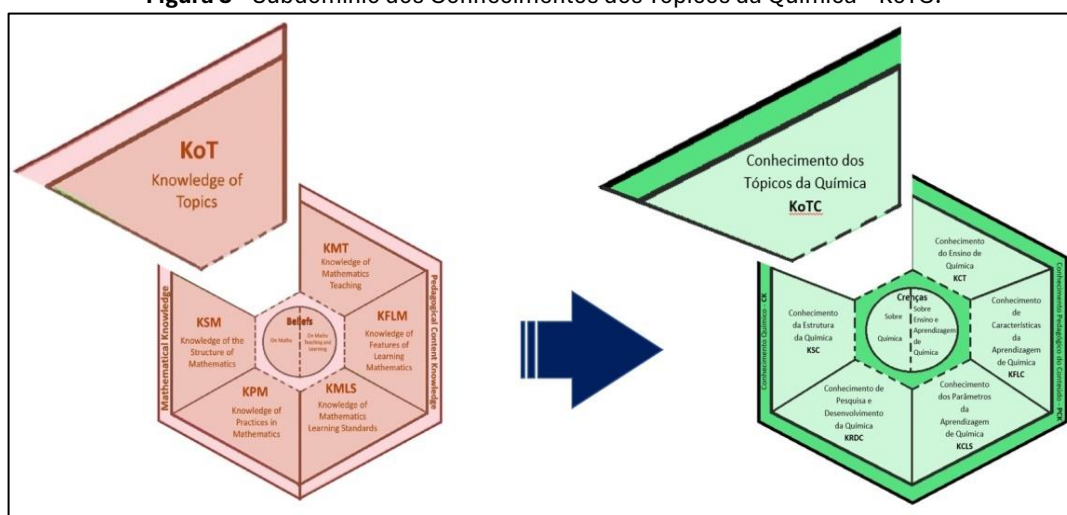 Figura 3 - Subdomínio dos Conhecimentos dos Tópicos da Química - KoTC.
KoT
Knowledge of
Topics
KMT
Knowledge of
Mathematics
Teaching
KFLM
Knowledge of
Features of
Learning
Mathematics
KMLS
Knowledge of
Mathematics
Learning Standards
KPM
Knowledge of
Practices in
Mathematics
KSM
Knowledge of the
Structure of
Mathematics
Beliefs
On Maths
On Maths
Teaching and
Learning
Mathematical Knowledge
Pedagogical Content Knowledge
Conhecimento dos
Tópicos da Química
KoTC
Conhecimento
do Ensino de
Química
KCT
Conhecimento
de
Características
da
Aprendizagem
de Química
KFLC
Conhecimento
dos Parâmetros
da
Aprendizagem
de Química
KCLS
Conhecimento de
Pesquisa e
Desenvolvimento
da Química
KRDC
Conhecimento
da Estrutura
da Química
KSC
Crenças
Sobre
Química
Sobre
Ensino e
Aprendizagem
de
Química
Conhecimento Químico - CK
Conhecimento Pedagógico do Conteúdo - PCK